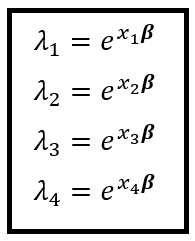 λ₁ = e^{x₁β}
λ₂ = e^{x₂β}
λ₃ = e^{x₃β}
λ₄ = e^{x₄β}